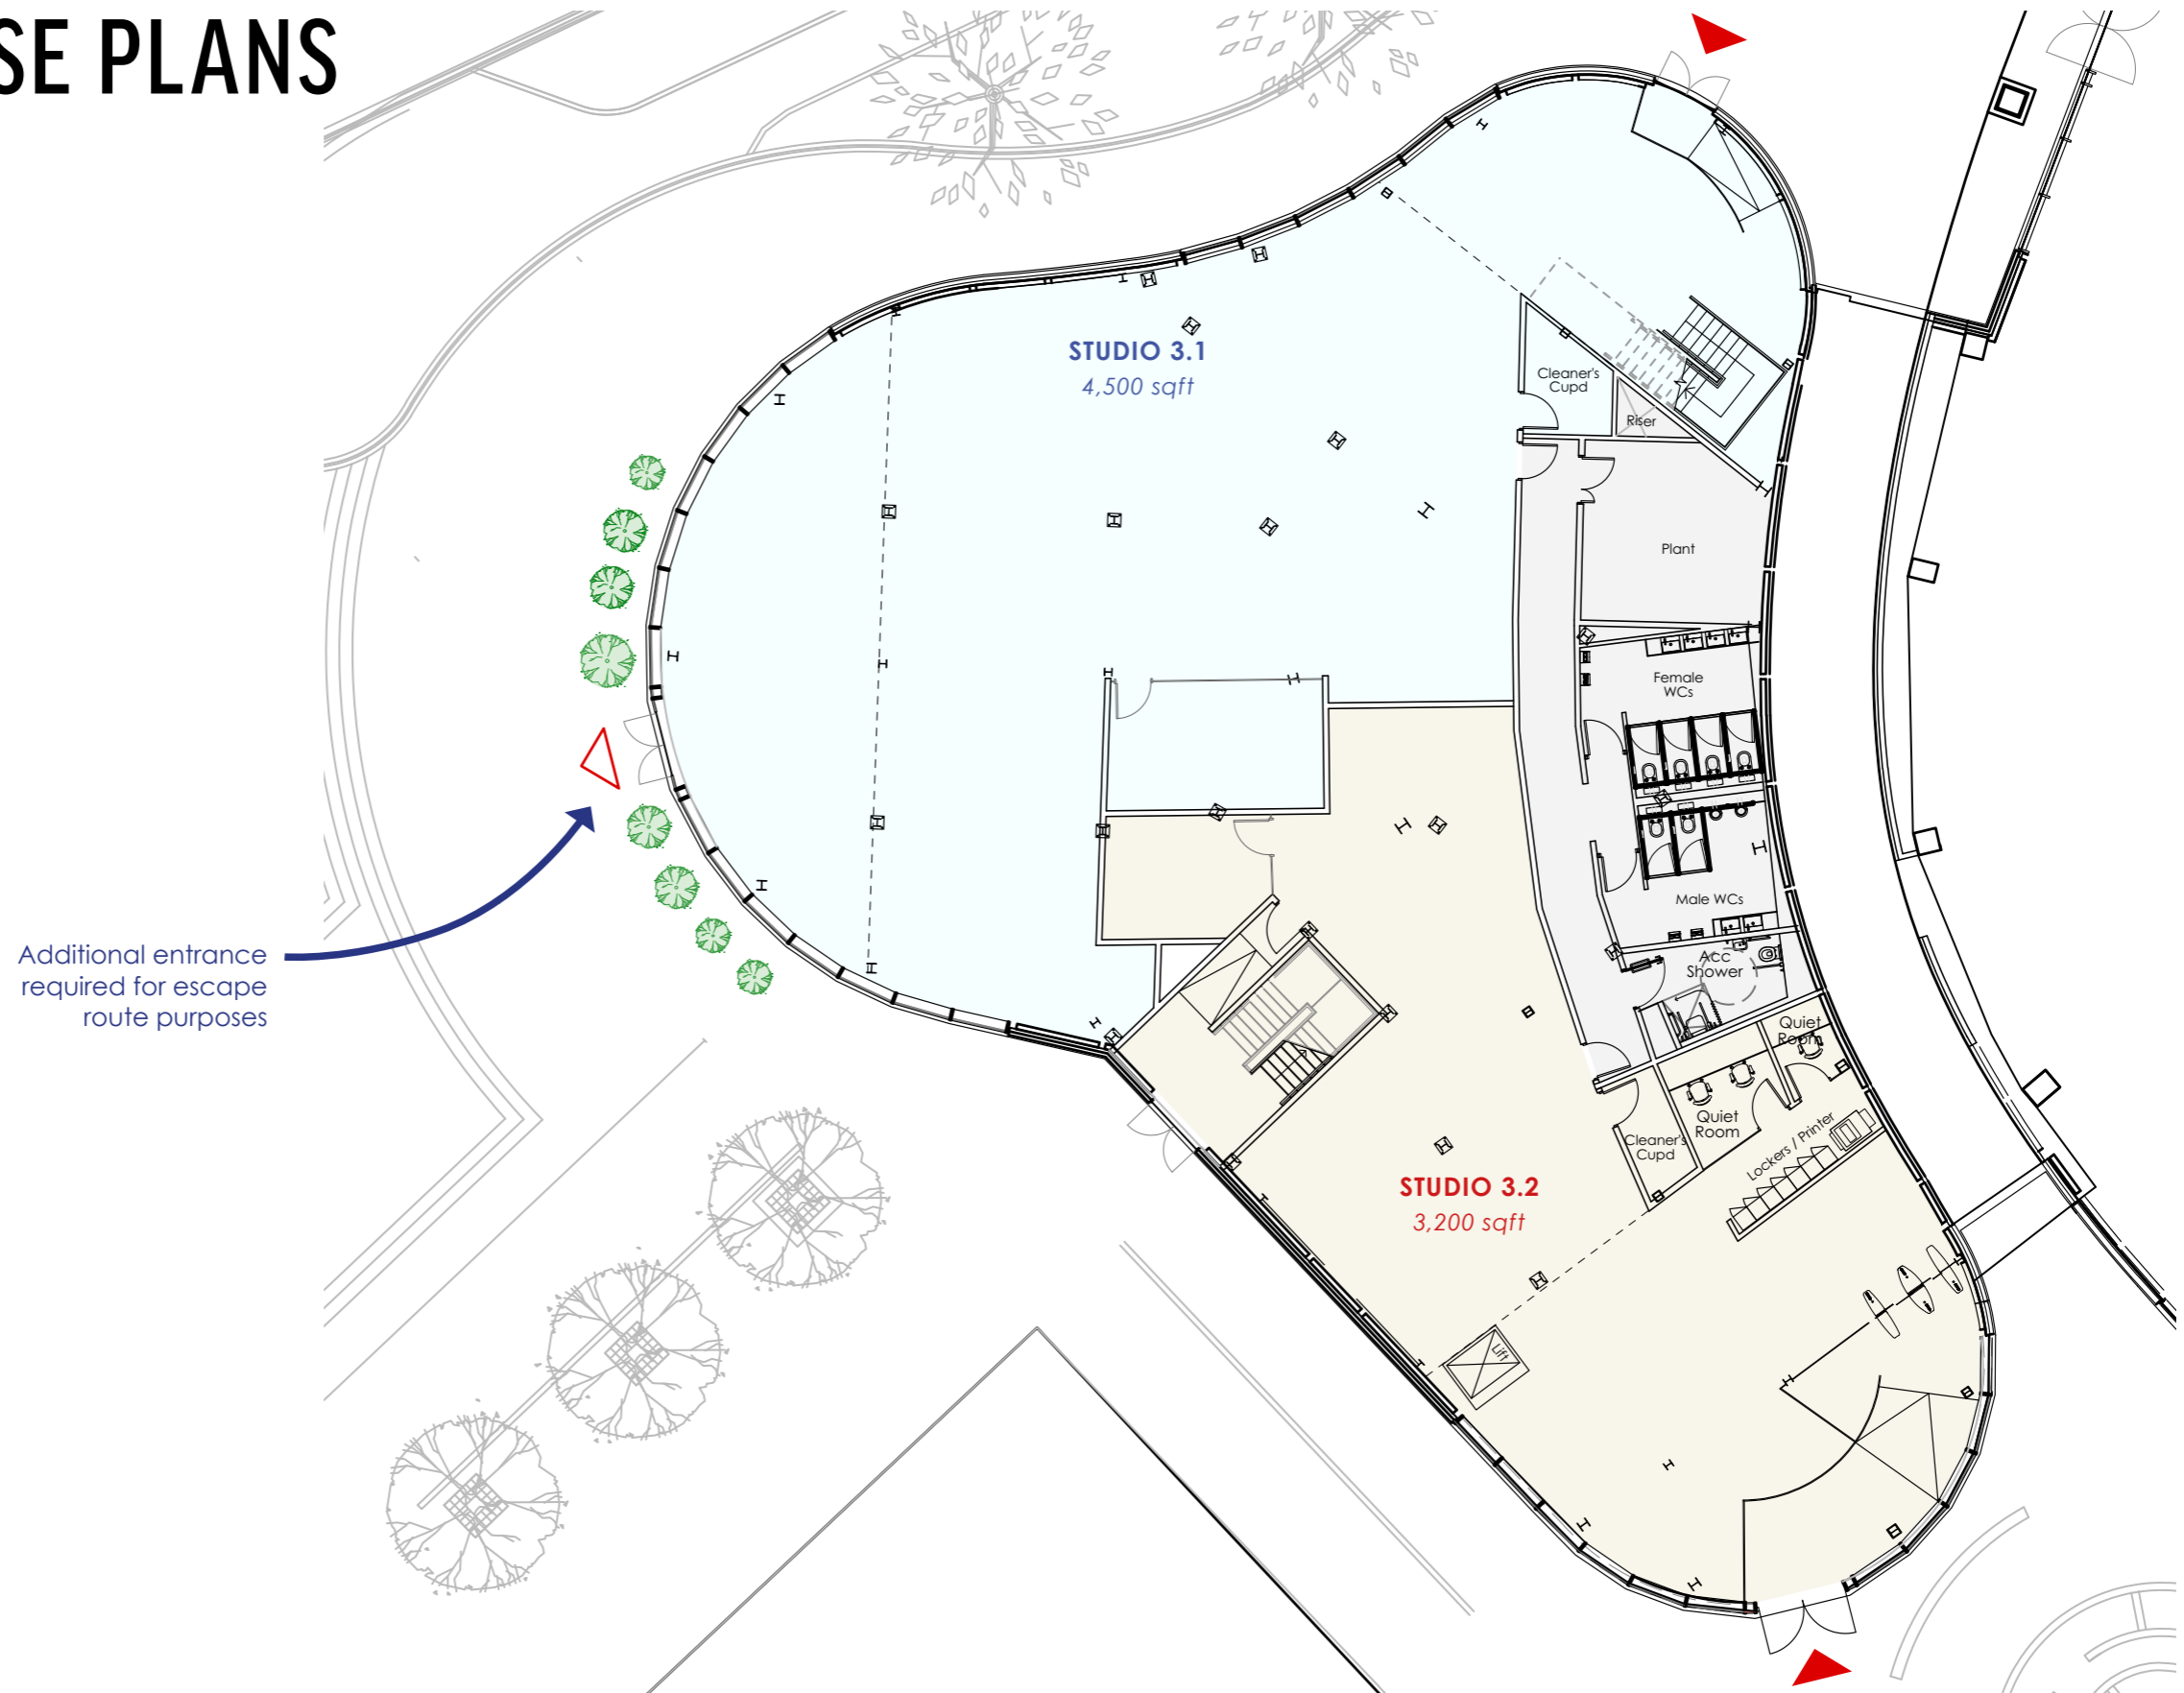 SE PLANS
STUDIO 3.1
4,500 sqft
Cleaner's
Cupd
Riser
Plant
Female
WCs
Male WCs
Acc
Shower
Quiet
Room
Quiet
Room
Cleaner's
Cupd
Lockers / Printer
STUDIO 3.2
3,200 sqft
Lift
Additional entrance
required for escape
route purposes